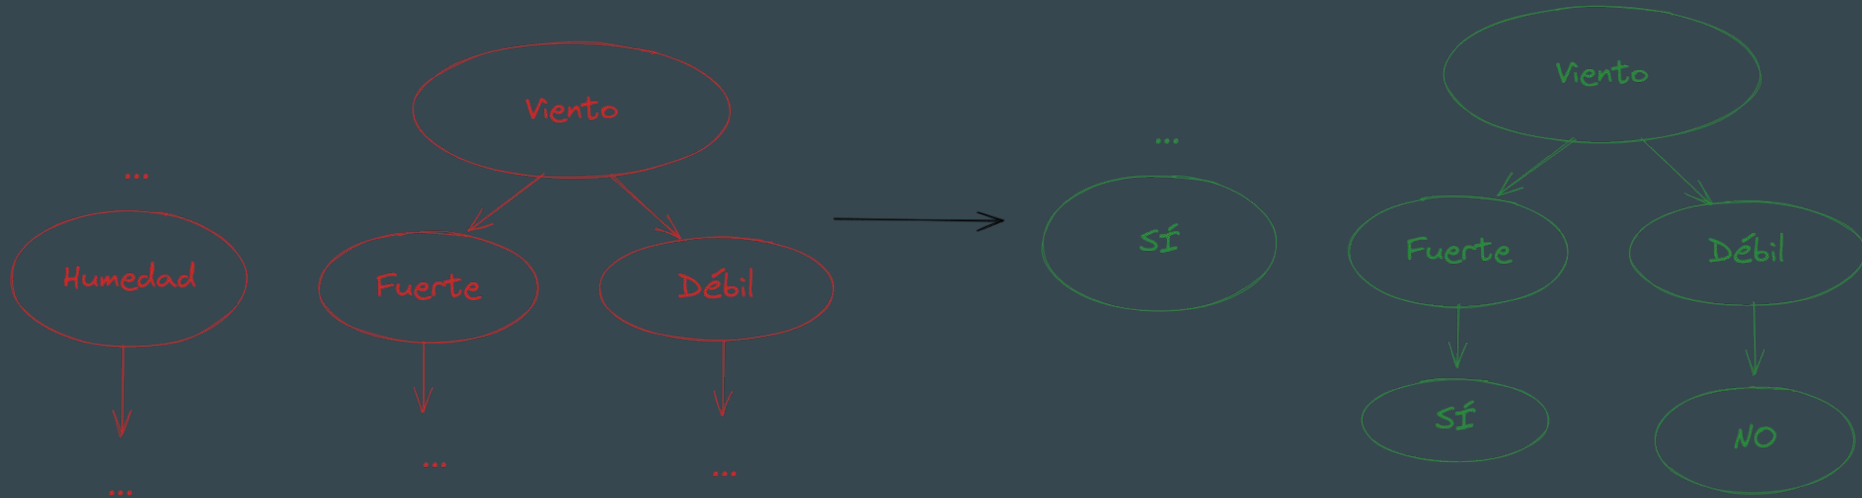 Viento
...
Humedad
Fuerte
Débil
...
...
...
Viento
...
SÍ
Fuerte
Débil
SÍ
NO